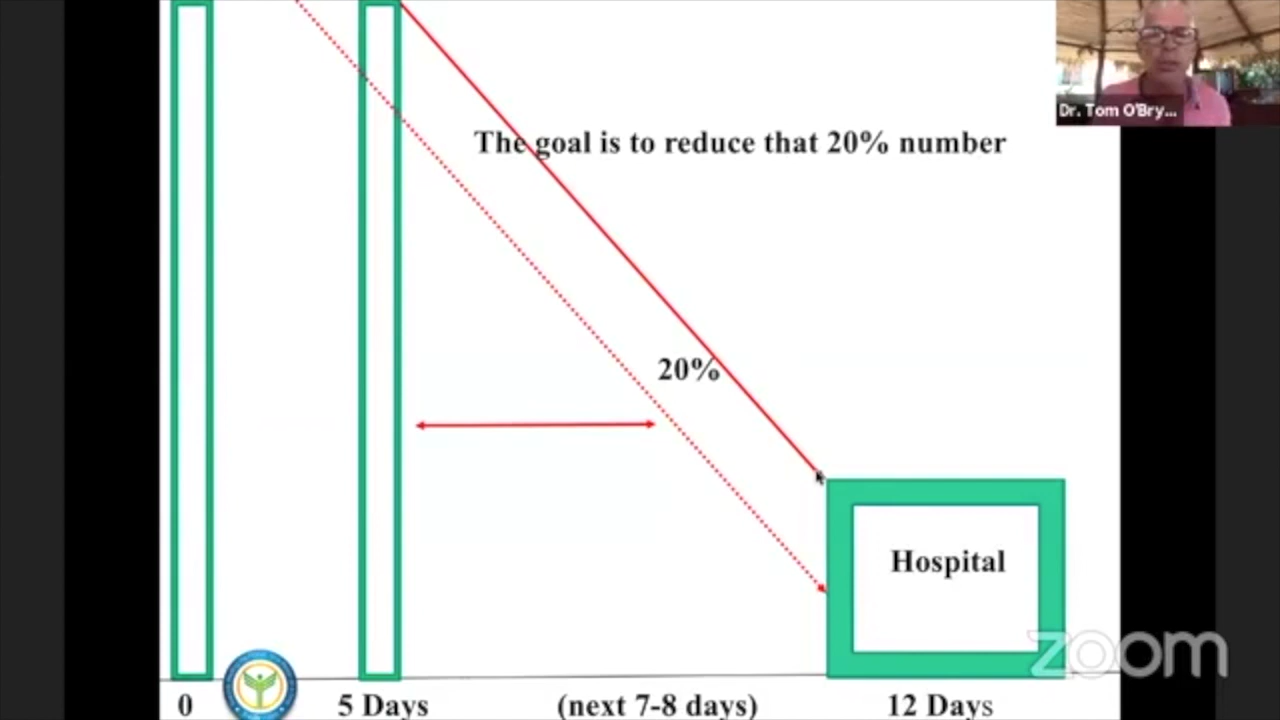 Dr. Tom O'Bry...
The goal is to reduce that 20% number
20%
Hospital
zoom
0
5 Days
(next 7-8 days)
12 Days